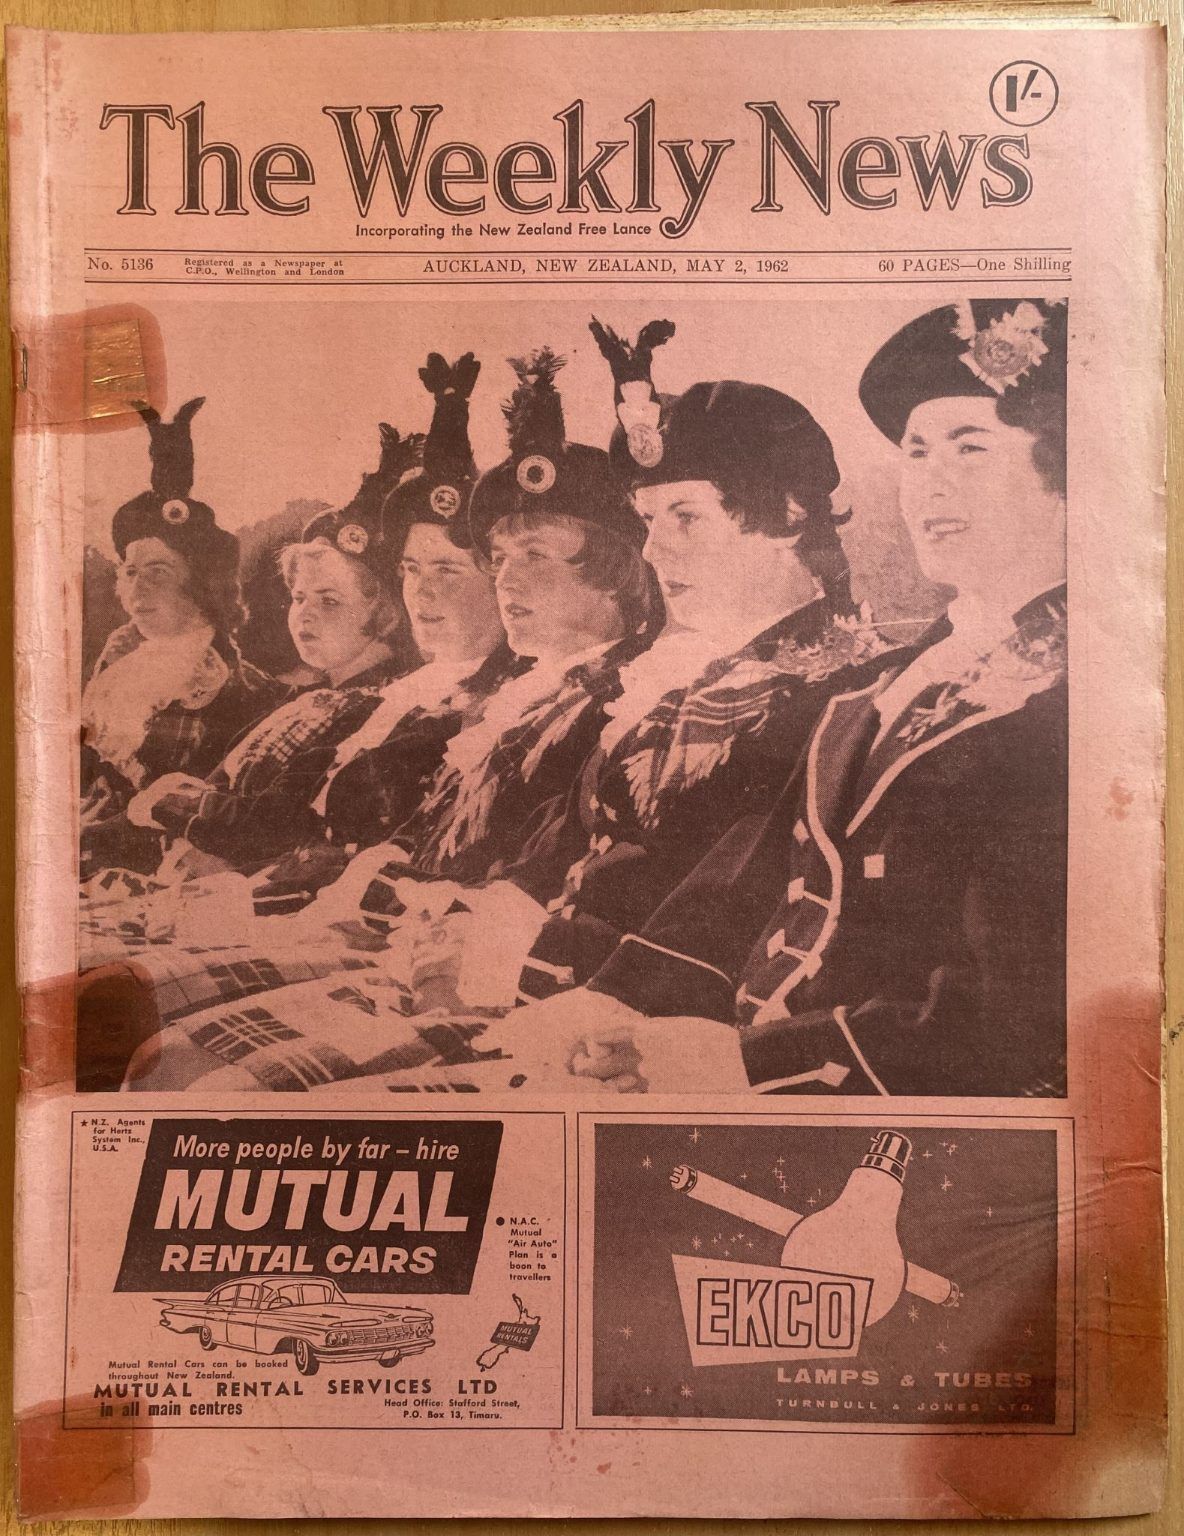 1/-
The Weekly News
Incorporating the New Zealand Free Lance
No. 5136
Registered as a Newspaper at
C.P.O., Wellington and London
AUCKLAND, NEW ZEALAND, MAY 2, 1962
60 PAGES—One Shilling
★ N.Z. Agents
for Hertz
System Inc.,
U.S.A.
More people by far – hire
MUTUAL
RENTAL CARS
● N.A.C.
Mutual
"Air Auto"
Plan is a
boon to
travellers
MUTUAL
RENTALS
Mutual Rental Cars can be booked
throughout New Zealand.
MUTUAL RENTAL SERVICES LTD
in all main centres
Head Office: Stafford Street,
P.O. Box 13, Timaru.
EKCO
LAMPS & TUBES
TURNBULL & JONES LTD.